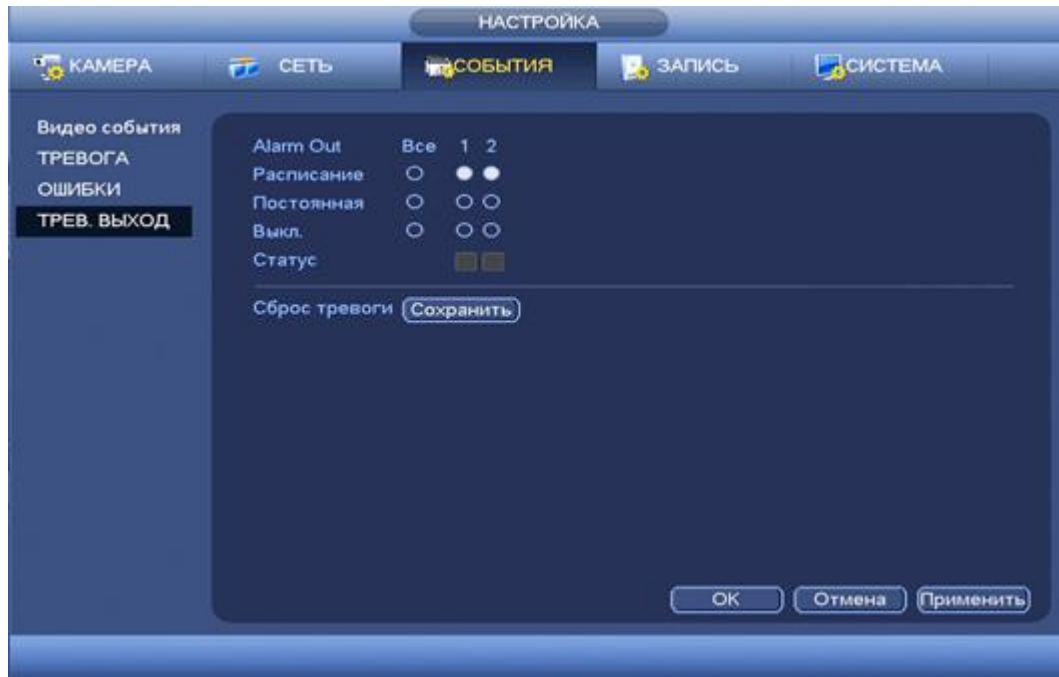 НАСТРОЙКА
КАМЕРА СЕТЬ СОБЫТИЯ ЗАПИСЬ СИСТЕМА
Видео события
ТРЕВОГА
ОШИБКИ
ТРЕВ. ВЫХОД
Alarm Out Все 1 2
Расписание
Постоянная
Выкл.
Статус
Сброс тревоги Сохранить
OK Отмена Применить